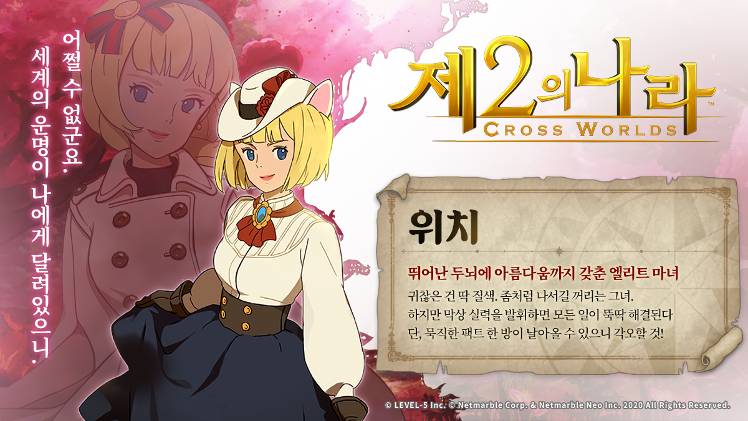 어쩔 수 없군요.
세계의 운명이 나에게 달려있으니.
제2의나라™
CROSS WORLDS
위치
뛰어난 두뇌에 아름다움까지 갖춘 엘리트 마녀
귀찮은 건 딱 질색. 좀처럼 나서길 꺼리는 그녀.
하지만 막상 실력을 발휘하면 모든 일이 뚝딱 해결된다
단, 묵직한 팩트 한 방이 날아올 수 있으니 각오할 것!
© LEVEL-5 Inc. © Netmarble Corp. & Netmarble Neo Inc. 2020 All Rights Reserved.